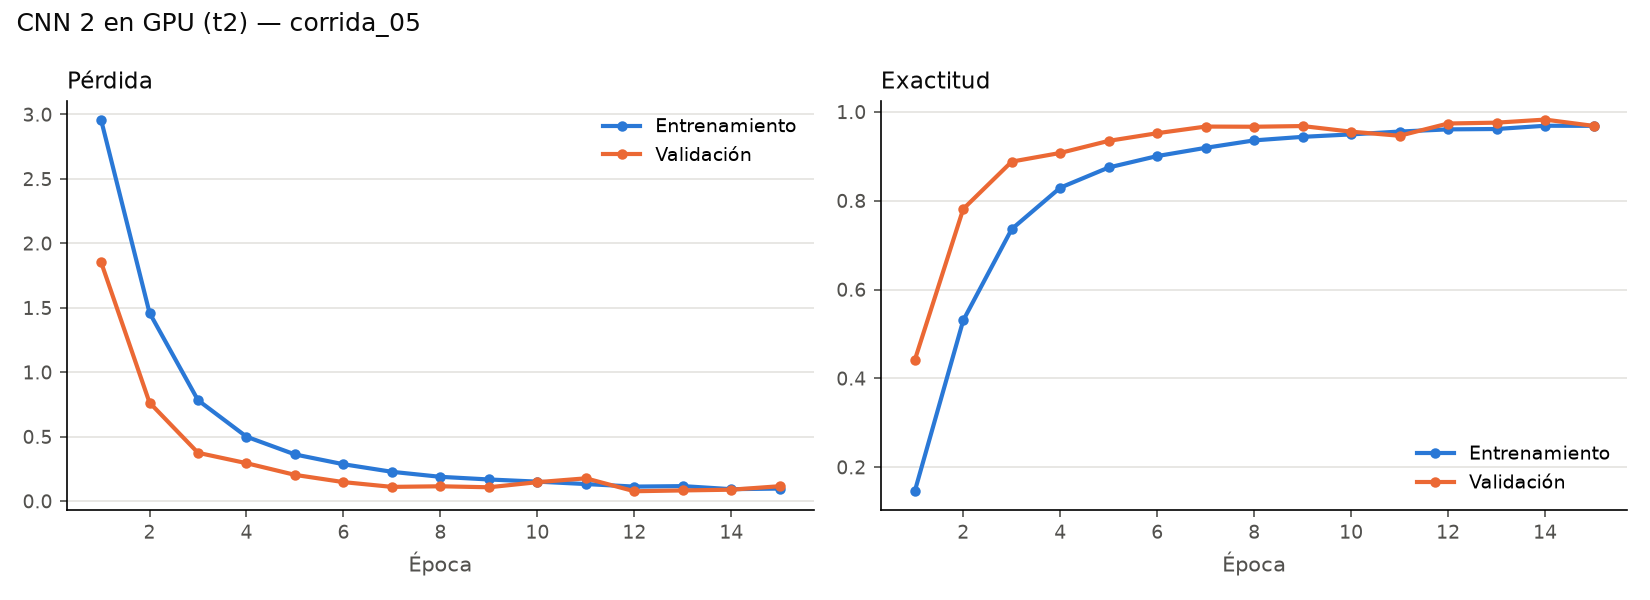 CNN 2 en GPU (t2) — corrida_05
Pérdida
3.0
2.5
2.0
1.5
1.0
0.5
0.0
2 4 6 8 10 12 14
Época
Entrenamiento
Validación
Exactitud
1.0
0.8
0.6
0.4
0.2
2 4 6 8 10 12 14
Época
Entrenamiento
Validación